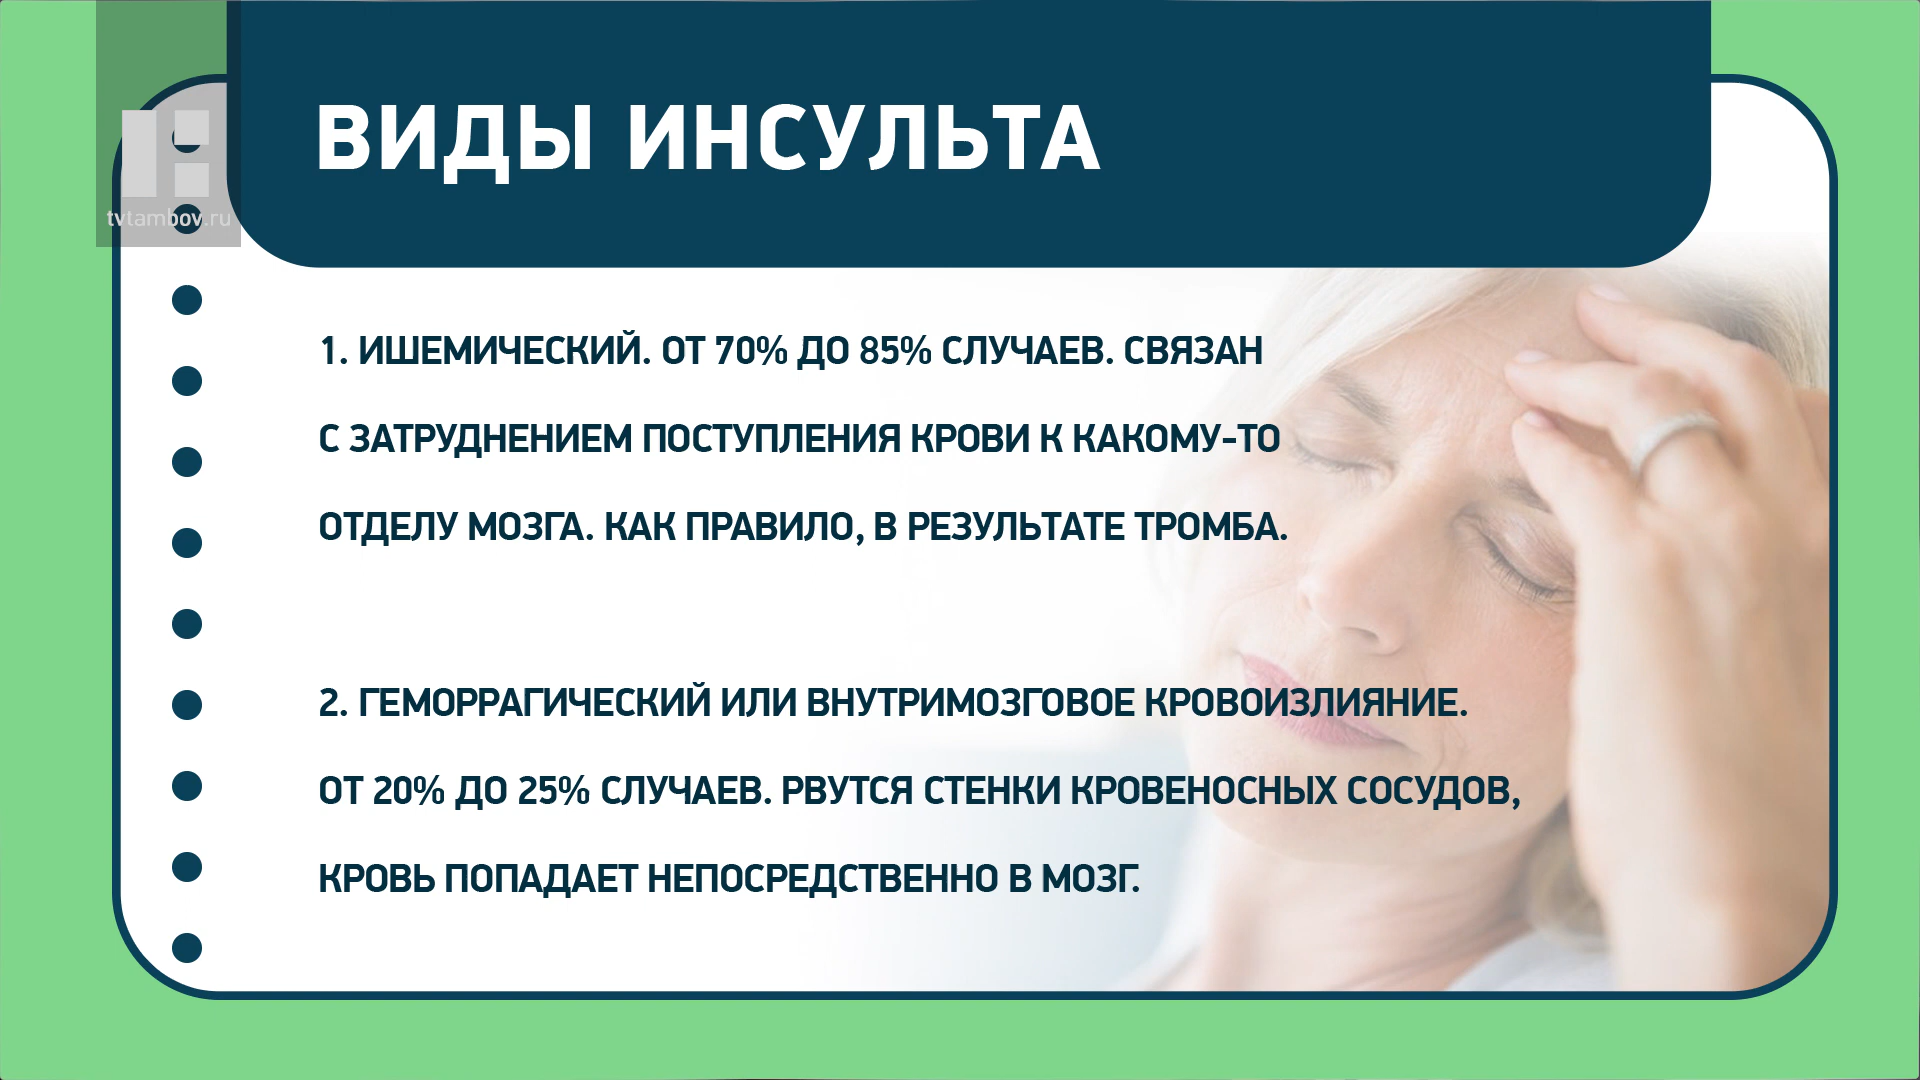 ВИДЫ ИНСУЛЬТА
tvtambov.ru
1. ИШЕМИЧЕСКИЙ. ОТ 70% ДО 85% СЛУЧАЕВ. СВЯЗАН
С ЗАТРУДНЕНИЕМ ПОСТУПЛЕНИЯ КРОВИ К КАКОМУ-ТО
ОТДЕЛУ МОЗГА. КАК ПРАВИЛО, В РЕЗУЛЬТАТЕ ТРОМБА.
2. ГЕМОРРАГИЧЕСКИЙ ИЛИ ВНУТРИМОЗГОВОЕ КРОВОИЗЛИЯНИЕ.
ОТ 20% ДО 25% СЛУЧАЕВ. РВУТСЯ СТЕНКИ КРОВЕНОСНЫХ СОСУДОВ,
КРОВЬ ПОПАДАЕТ НЕПОСРЕДСТВЕННО В МОЗГ.